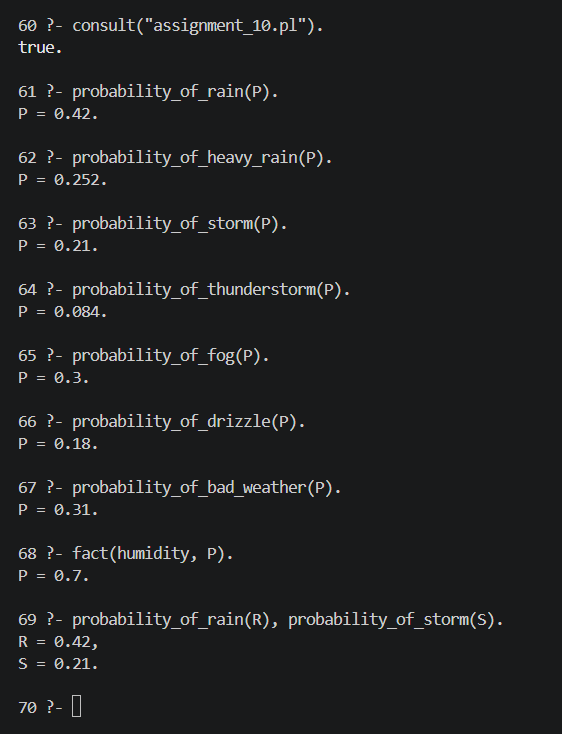 60 ?- consult("assignment_10.pl").
true.
61 ?- probability_of_rain(P).
P = 0.42.
62 ?- probability_of_heavy_rain(P).
P = 0.252.
63 ?- probability_of_storm(P).
P = 0.21.
64 ?- probability_of_thunderstorm(P).
P = 0.084.
65 ?- probability_of_fog(P).
P = 0.3.
66 ?- probability_of_drizzle(P).
P = 0.18.
67 ?- probability_of_bad_weather(P).
P = 0.31.
68 ?- fact(humidity, P).
P = 0.7.
69 ?- probability_of_rain(R), probability_of_storm(S).
R = 0.42,
S = 0.21.
70 ?-